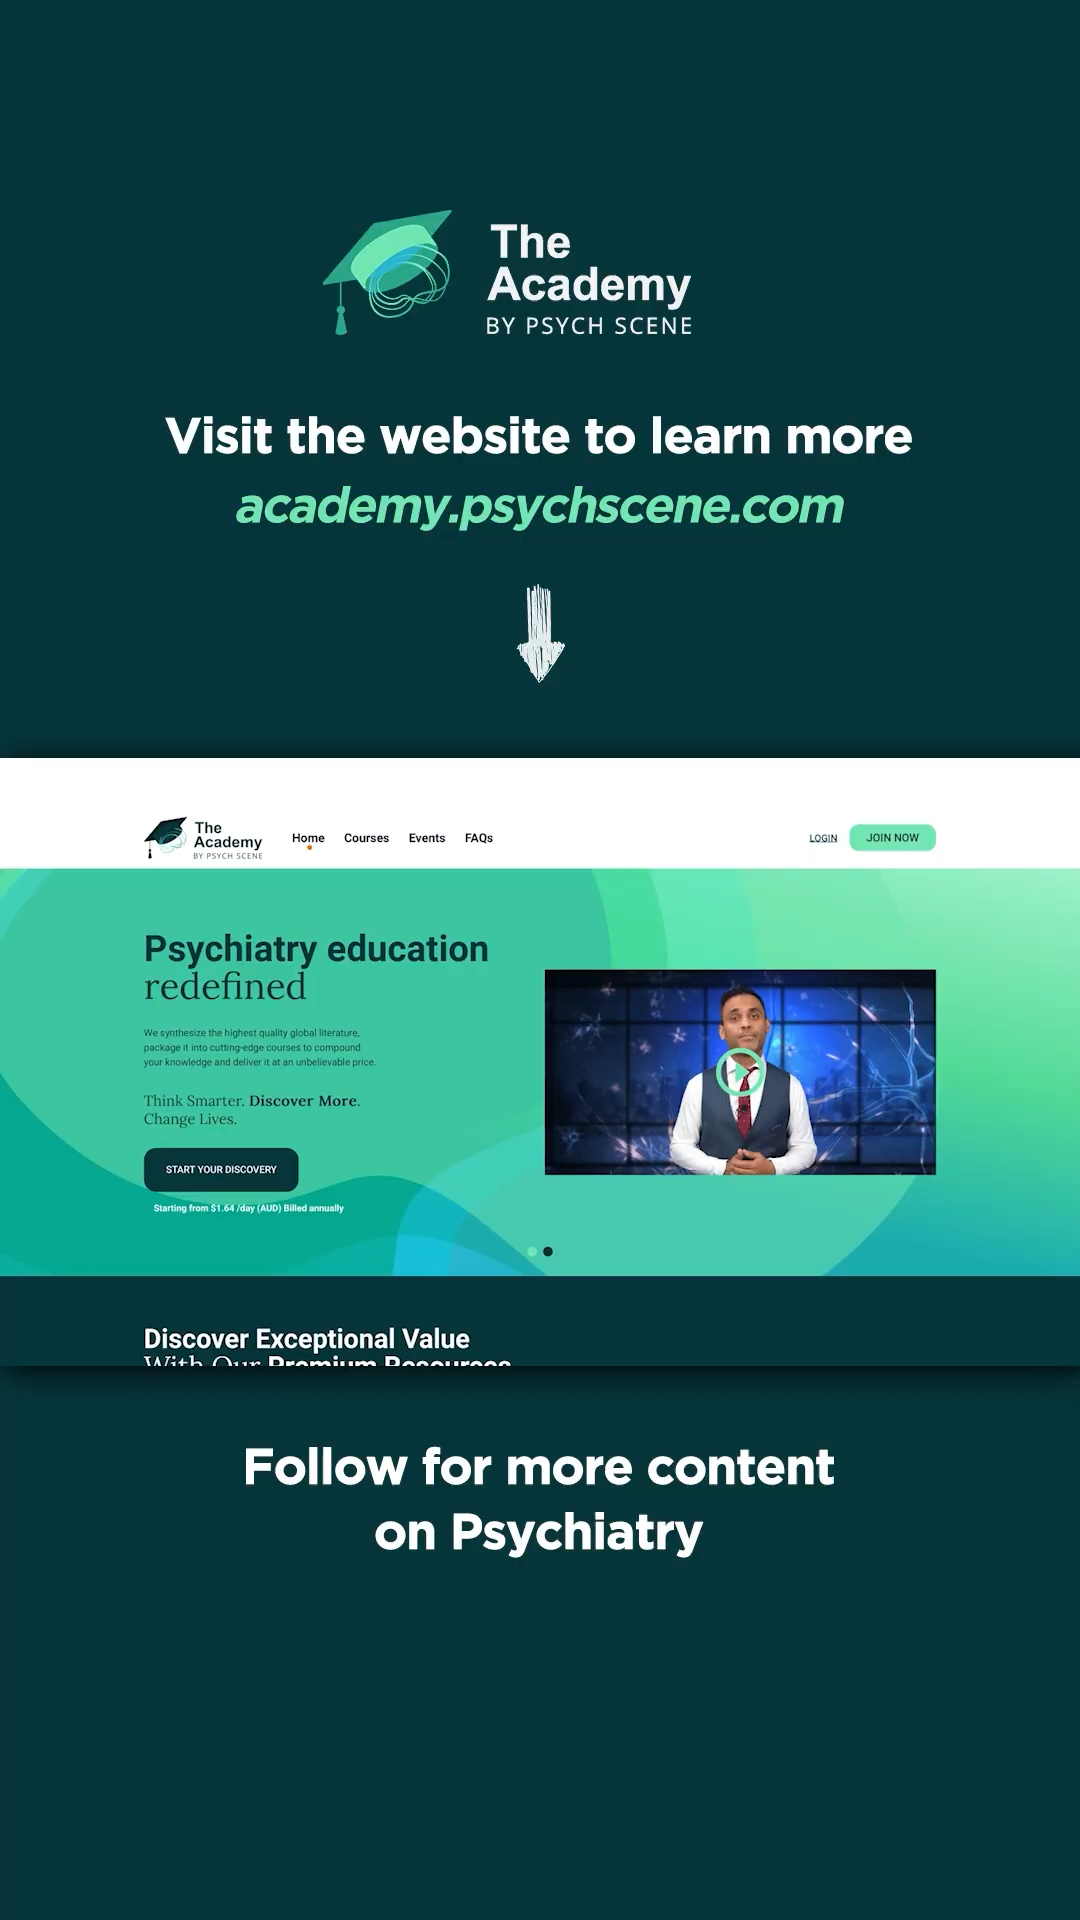 The
Academy
BY PSYCH SCENE
Visit the website to learn more
academy.psychscene.com
The
Academy
BY PSYCH SCENE
Home
Courses
Events
FAQs
LOGIN
JOIN NOW
Psychiatry education
redefined
We synthesize the highest quality global literature,
package it into cutting-edge courses to compound
your knowledge and deliver it at an unbelievable price.
Think Smarter. Discover More.
Change Lives.
START YOUR DISCOVERY
Starting from $1.64 /day (AUD) Billed annually
Discover Exceptional Value
With Our Premium Resources
Follow for more content
on Psychiatry